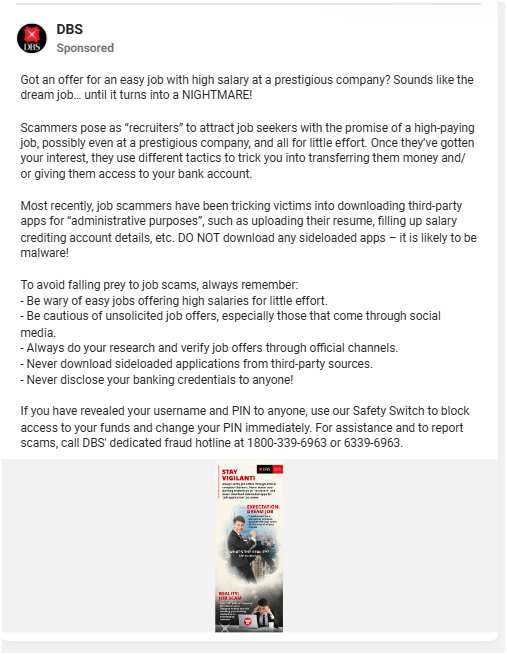 DBS
DBS
Sponsored
Got an offer for an easy job with high salary at a prestigious company? Sounds like the
dream job… until it turns into a NIGHTMARE!
Scammers pose as “recruiters” to attract job seekers with the promise of a high-paying
job, possibly even at a prestigious company, and all for little effort. Once they’ve gotten
your interest, they use different tactics to trick you into transferring them money and/
or giving them access to your bank account.
Most recently, job scammers have been tricking victims into downloading third-party
apps for “administrative purposes”, such as uploading their resume, filling up salary
crediting account details, etc. DO NOT download any sideloaded apps – it is likely to be
malware!
To avoid falling prey to job scams, always remember:
- Be wary of easy jobs offering high salaries for little effort.
- Be cautious of unsolicited job offers, especially those that come through social
media.
- Always do your research and verify job offers through official channels.
- Never download sideloaded applications from third-party sources.
- Never disclose your banking credentials to anyone!
If you have revealed your username and PIN to anyone, use our Safety Switch to block
access to your funds and change your PIN immediately. For assistance and to report
scams, call DBS' dedicated fraud hotline at 1800-339-6963 or 6339-6963.
DBS
STAY
VIGILANT!
EXPECTATION:
DREAM JOB
WHAT'S THE REALITY?
REALITY:
JOB SCAM